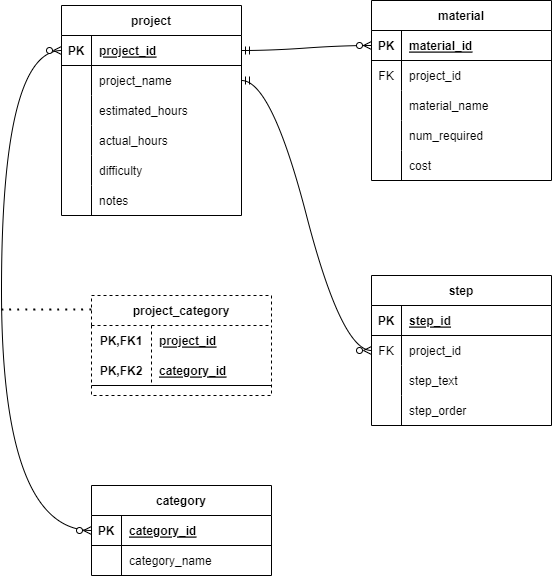 project
PK project_id
project_name
estimated_hours
actual_hours
difficulty
notes
material
PK material_id
FK project_id
material_name
num_required
cost
project_category
PK,FK1 project_id
PK,FK2 category_id
step
PK step_id
FK project_id
step_text
step_order
category
PK category_id
category_name